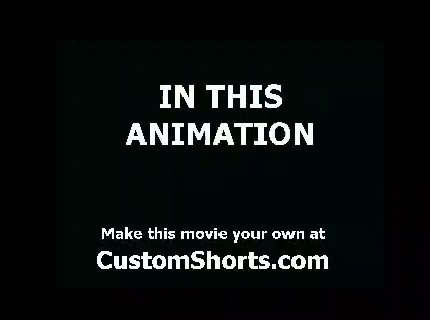 IN THIS
ANIMATION
Make this movie your own at
CustomShorts.com